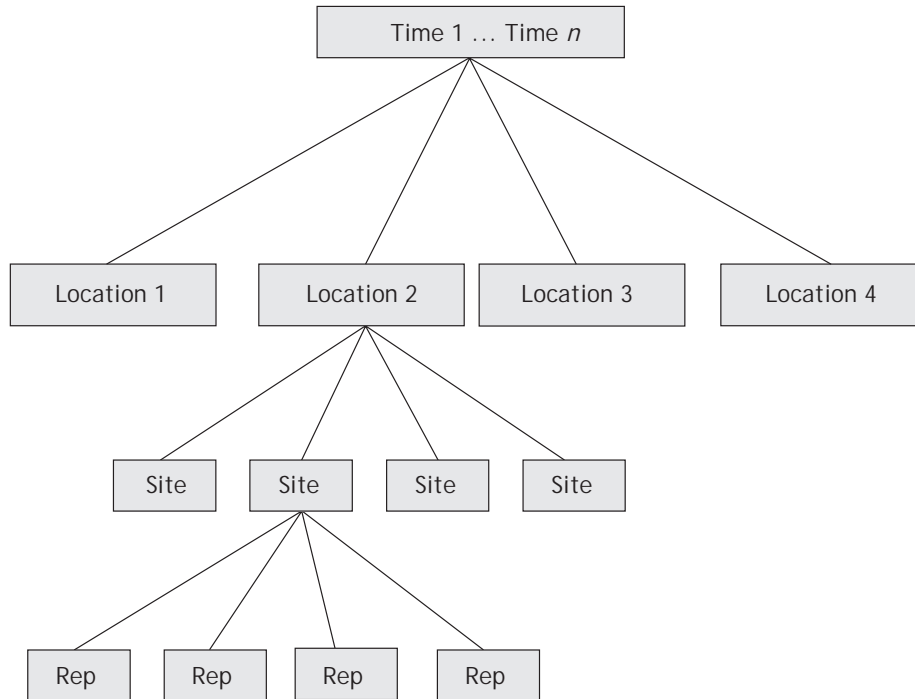 Time 1 … Time n
Location 1 Location 2 Location 3 Location 4
Site Site Site Site
Rep Rep Rep Rep